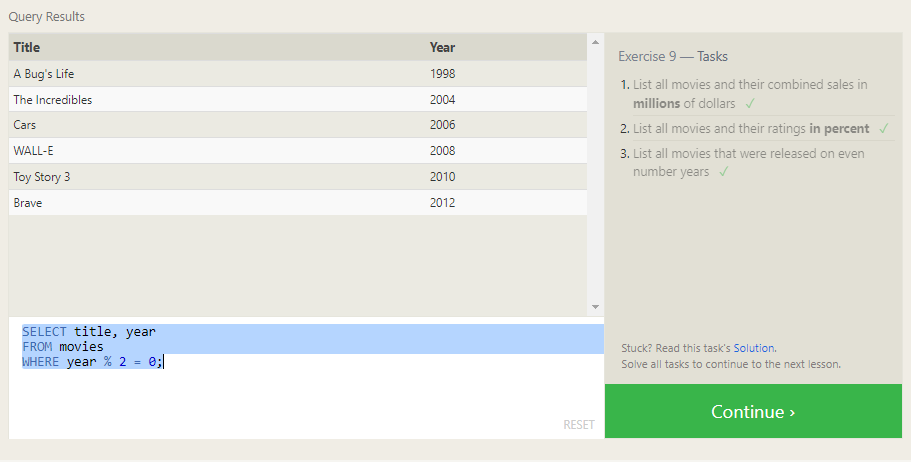 Query Results
Title Year
A Bug's Life 1998
The Incredibles 2004
Cars 2006
WALL-E 2008
Toy Story 3 2010
Brave 2012
SELECT title, year
FROM movies
WHERE year % 2 = 0;
RESET
Exercise 9 — Tasks
1. List all movies and their combined sales in
millions of dollars ✓
2. List all movies and their ratings in percent ✓
3. List all movies that were released on even
number years ✓
Stuck? Read this task's Solution.
Solve all tasks to continue to the next lesson.
Continue ›